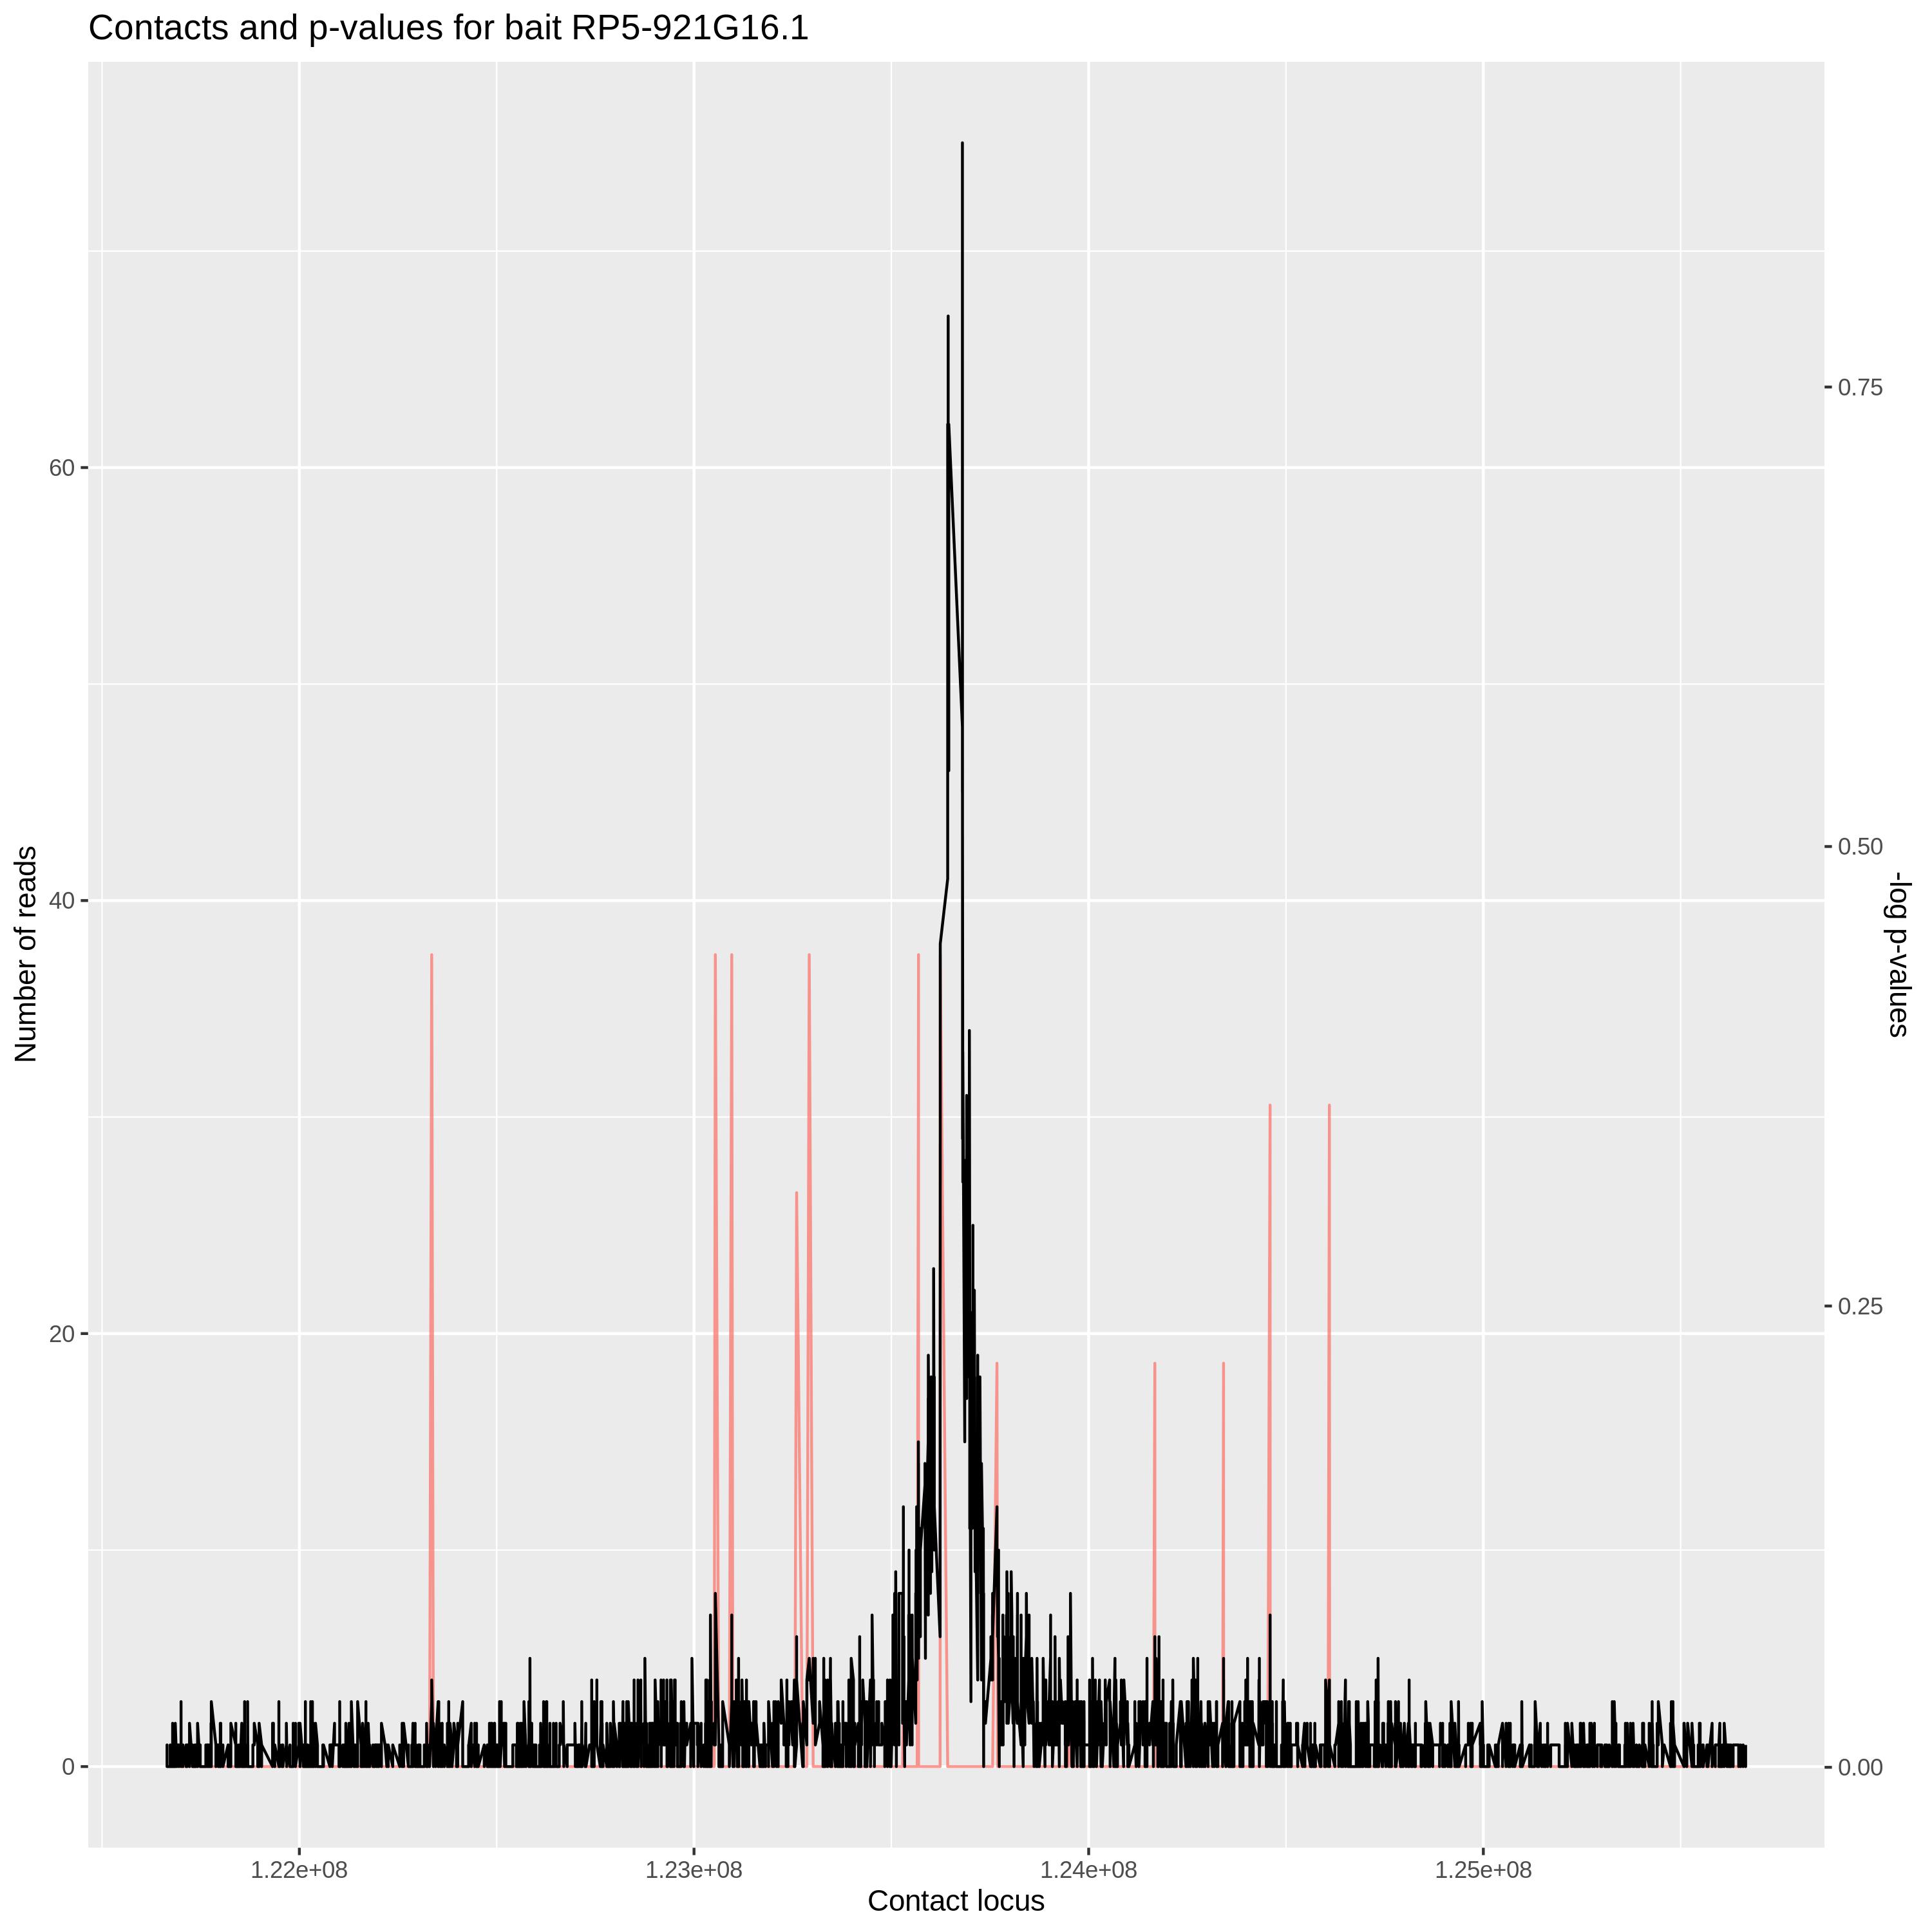 Contacts and p-values for bait RP5-921G16.1
Number of reads
60
40
20
0
0.75
0.50
0.25
0.00
-log p-values
1.22e+08
1.23e+08
1.24e+08
1.25e+08
Contact locus